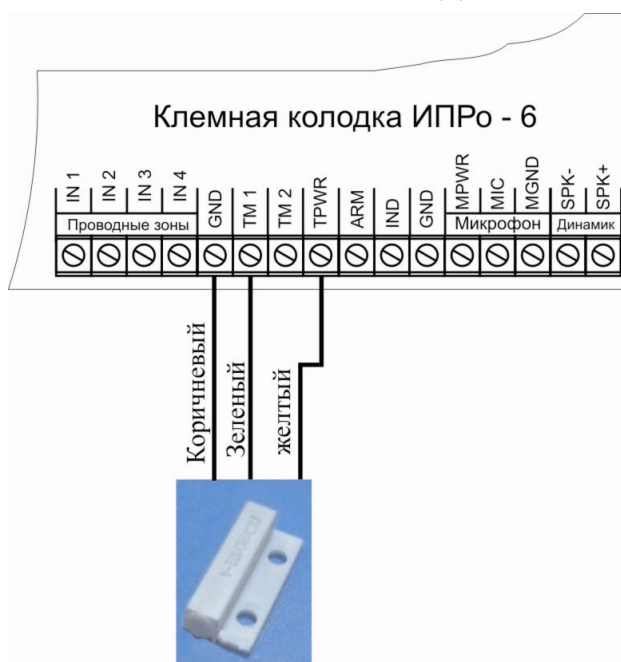 Клемная колодка ИПРо - 6
IN 1
IN 2
IN 3
IN 4
GND
TM 1
TM 2
TPWR
ARM
IND
GND
MPWR
MIC
MGND
SPK-
SPK+
Проводные зоны
Микрофон
Динамик
Коричневый
Зеленый
желтый